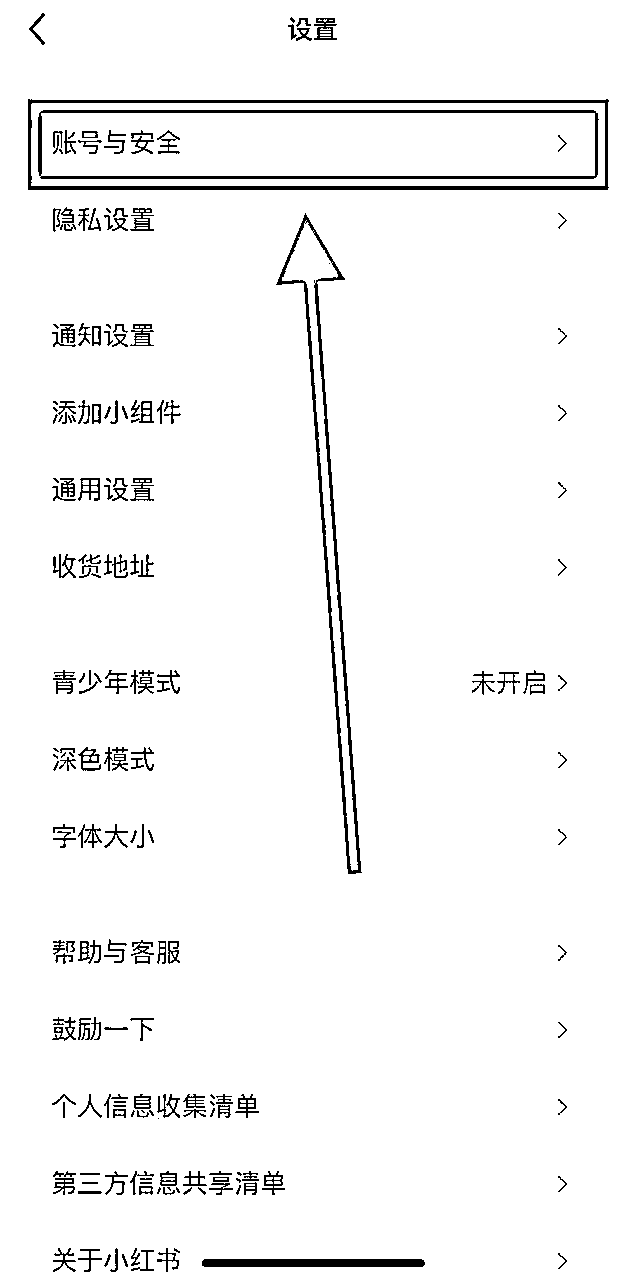 设置
账号与安全
隐私设置
通知设置
添加小组件
通用设置
收货地址
青少年模式 未开启
深色模式
字体大小
帮助与客服
鼓励一下
个人信息收集清单
第三方信息共享清单
关于小红书